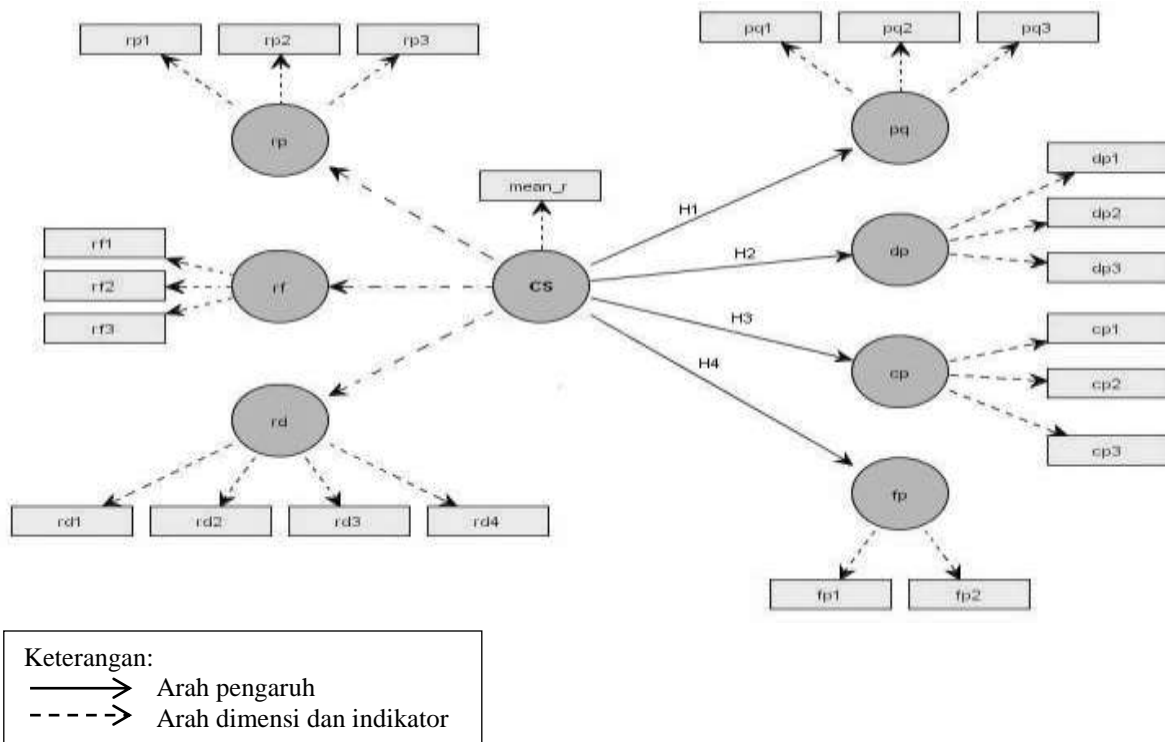 rp1 rp2 rp3
pq1 pq2 pq3
rp
pq
dp1
mean_r
dp2
H1
rf1
dp
H2
rf2
rf
CS
dp3
rf3
H3
cp1
H4
cp
cp2
rd
cp3
fp
rd1 rd2 rd3 rd4
fp1 fp2
Keterangan:
Arah pengaruh
Arah dimensi dan indikator